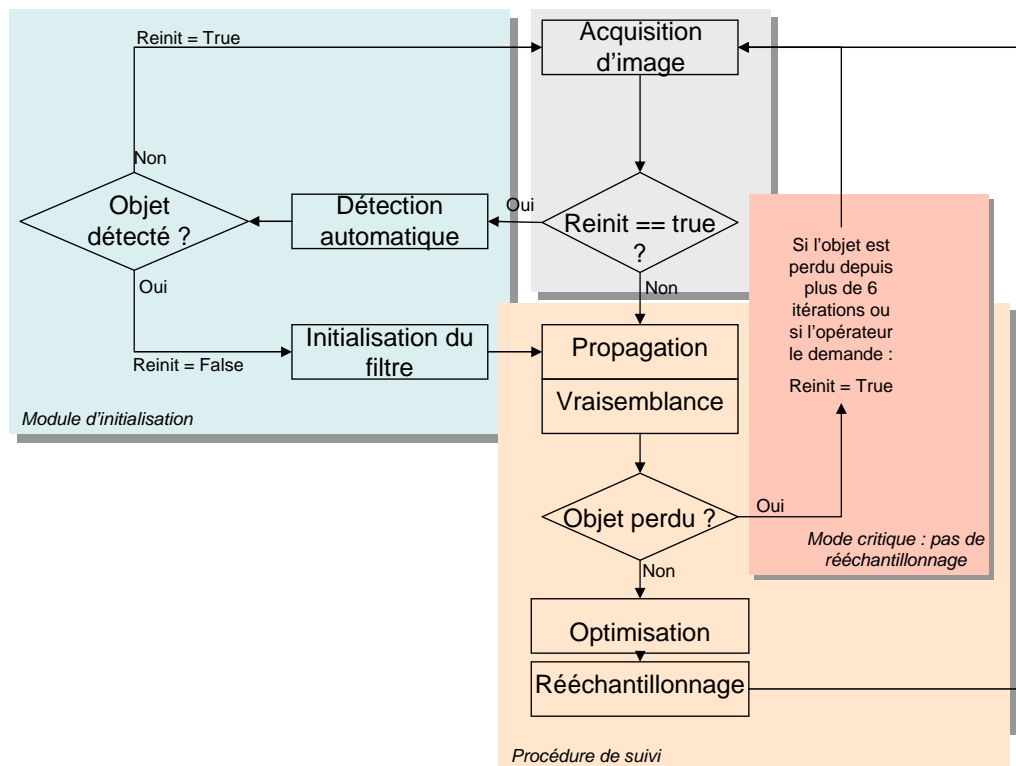 Reinit = True
Acquisition
d'image
Non
Objet
détecté ?
Détection
automatique
Oui
Reinit == true
?
Oui
Non
Reinit = False
Initialisation du
filtre
Module d'initialisation
Propagation
Vraisemblance
Objet perdu ?
Oui
Non
Optimisation
Rééchantillonnage
Procédure de suivi
Si l'objet est
perdu depuis
plus de 6
itérations ou
si l'opérateur
le demande :
Reinit = True
Mode critique : pas de
rééchantillonnage